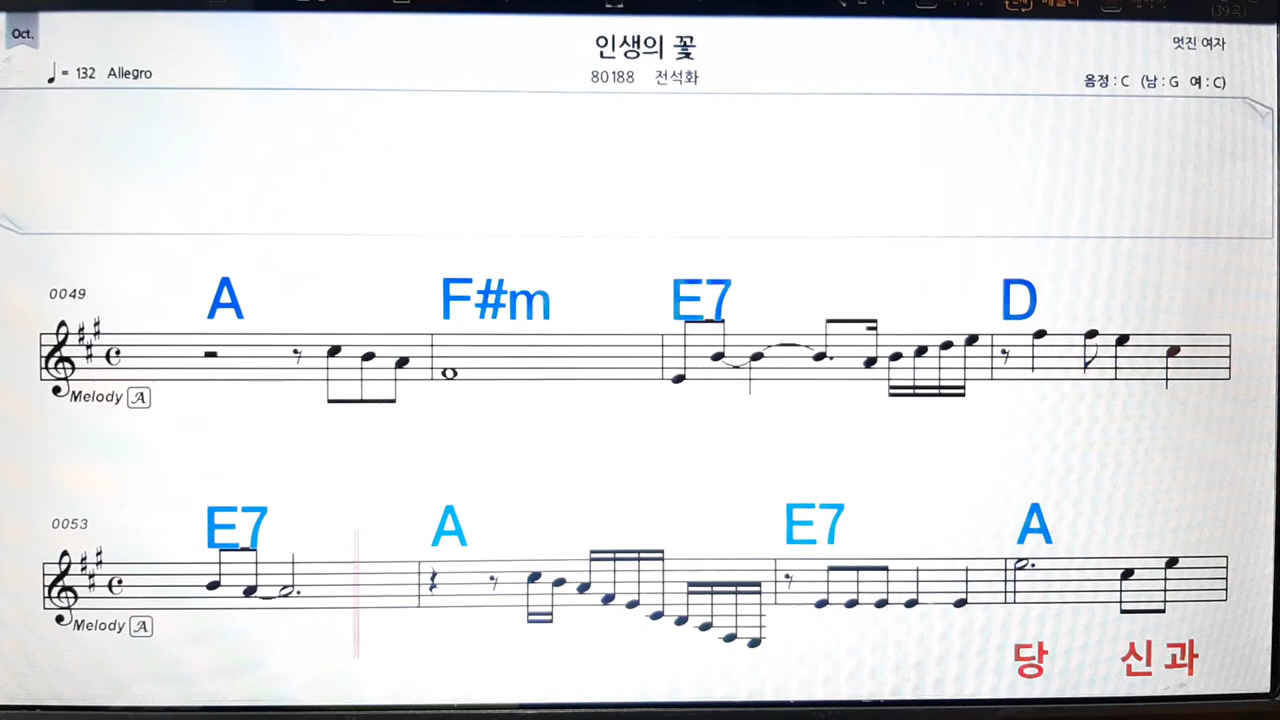 Oct.
인생의 꽃
멋진 여자
♩ = 132 Allegro
80188 전석화
음정 : C (남 : G 여 : C)
0049
A F#m E7 D
Melody A
0053
E7 A E7 A
Melody A
당 신 과